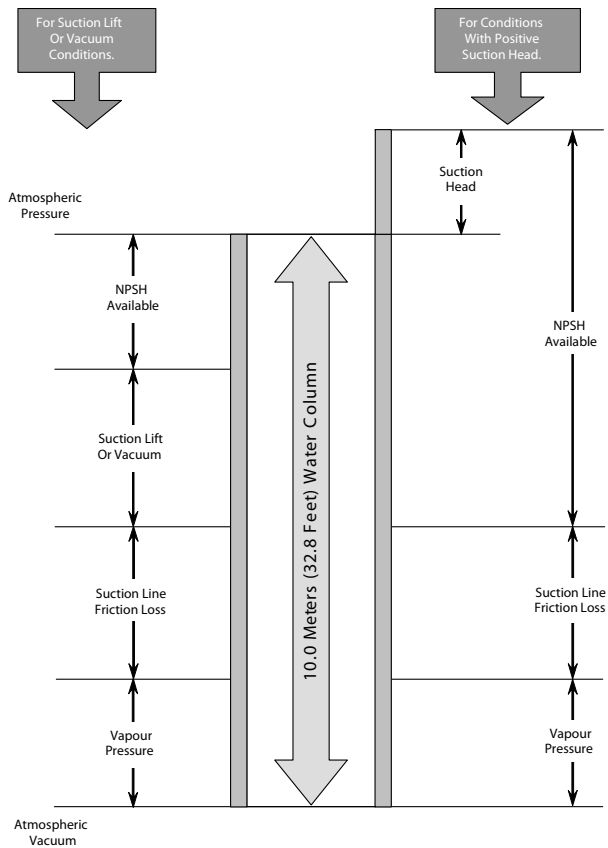 For Suction Lift
Or Vacuum
Conditions.
For Conditions
With Positive
Suction Head.
Suction
Head
Atmospheric
Pressure
NPSH
Available
NPSH
Available
Suction Lift
Or Vacuum
10.0 Meters (32.8 Feet) Water Column
Suction Line
Friction Loss
Suction Line
Friction Loss
Vapour
Pressure
Vapour
Pressure
Atmospheric
Vacuum